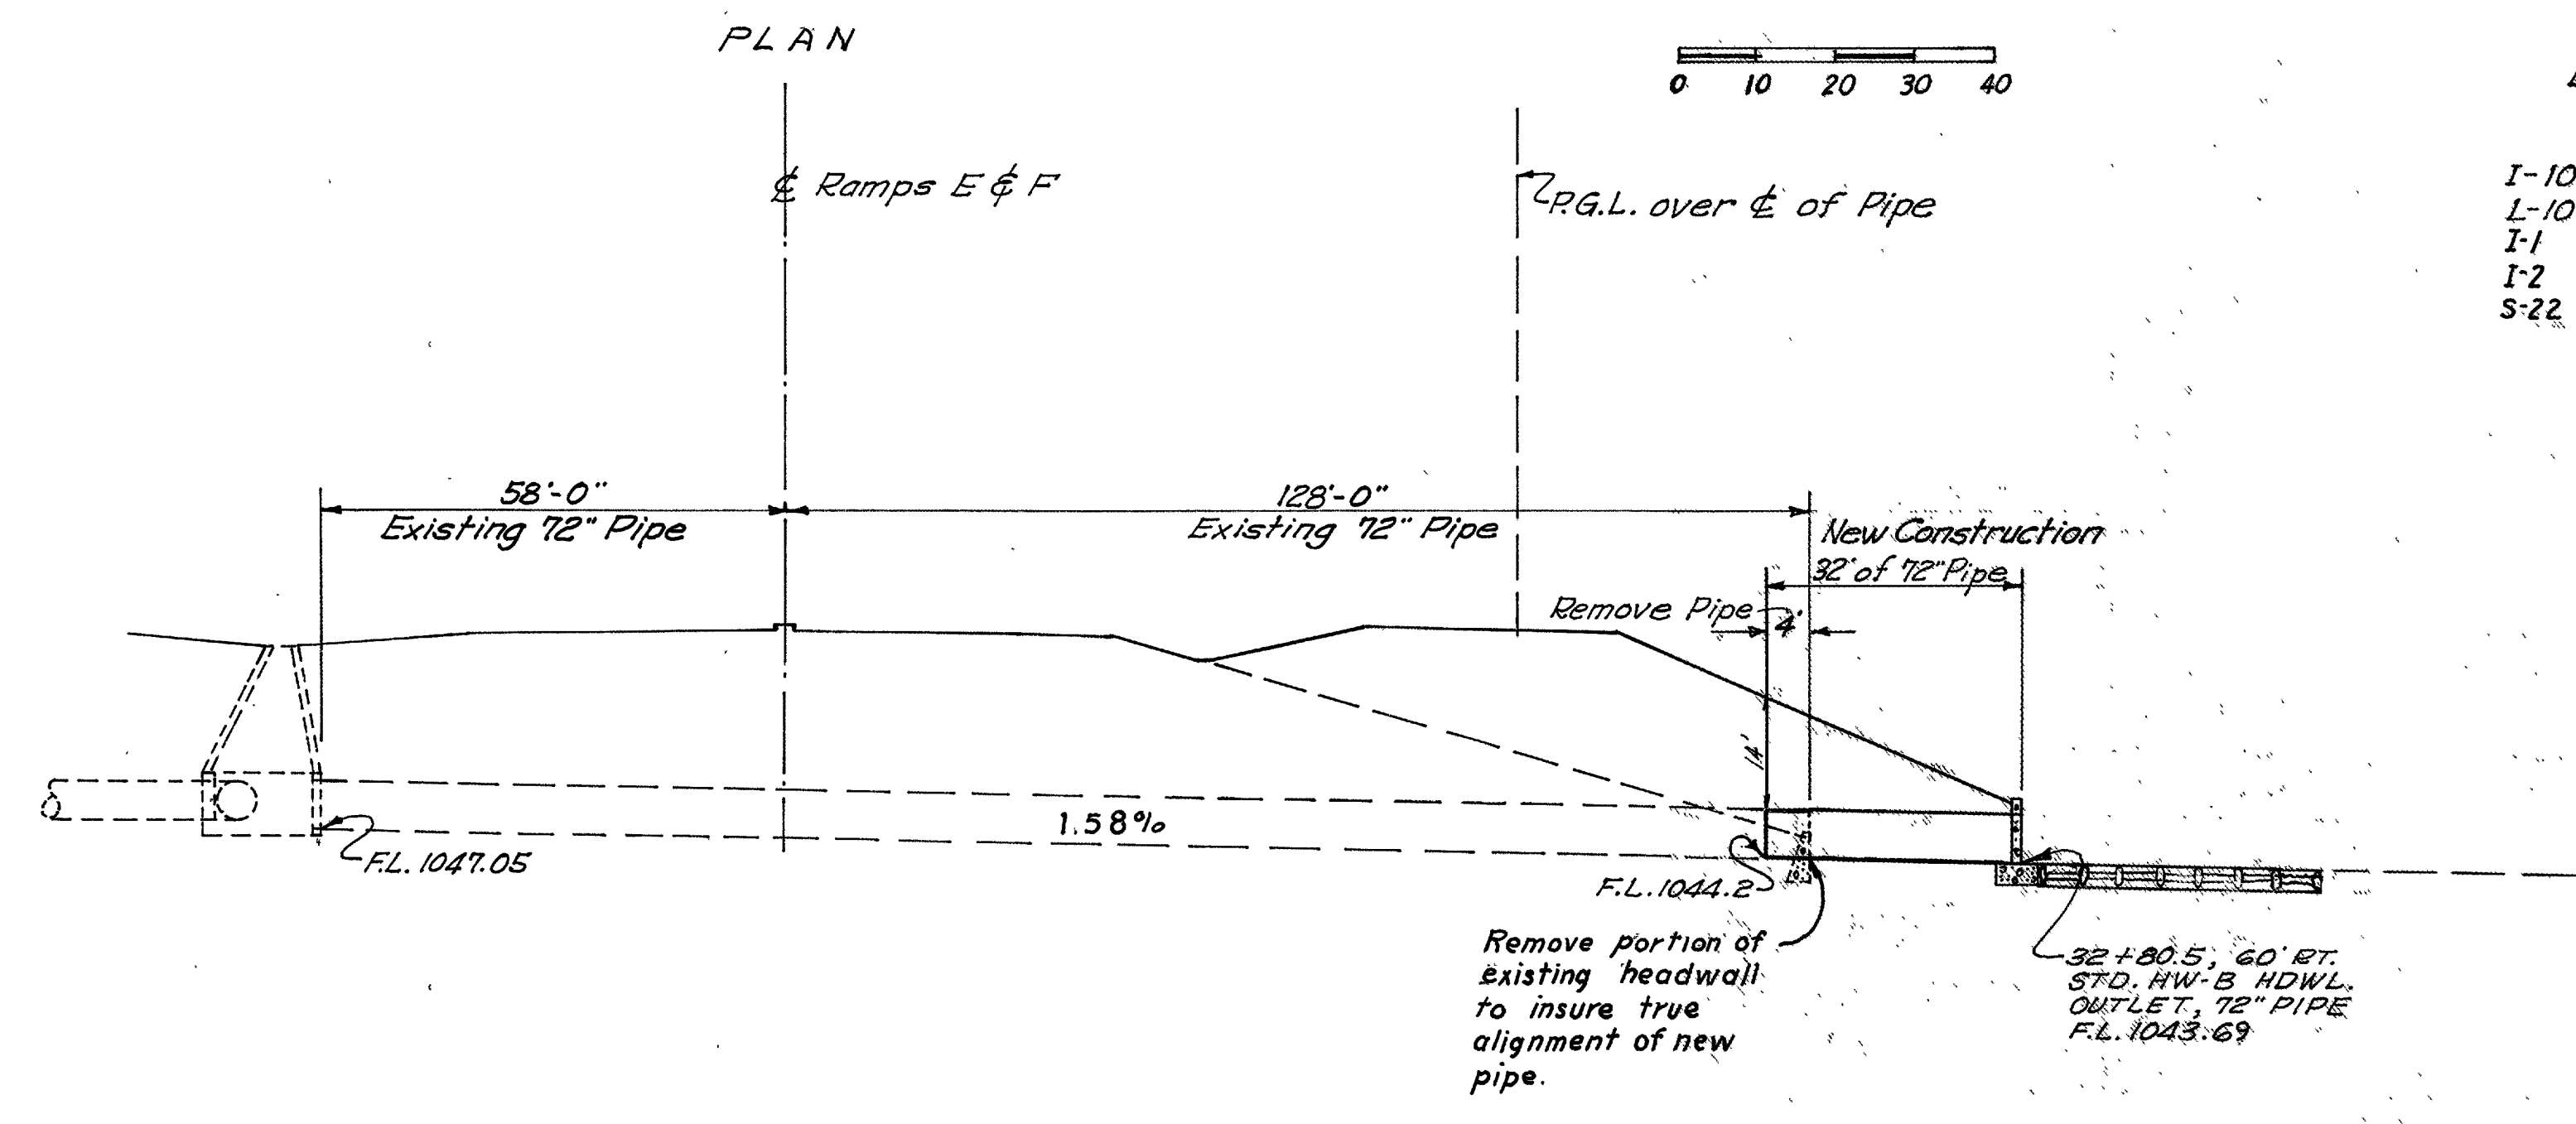 PLAN
0 10 20 30 40
℄ Ramps E & F
P.G.L. over ℄ of Pipe
I-10
L-10
I-1
I-2
S-22
58'-0"
Existing 72" Pipe
128'-0"
Existing 72" Pipe
New Construction
32' of 72" Pipe
Remove Pipe
4'
14'
1.58%
F.L. 1047.05
F.L. 1044.2
Remove portion of
existing headwall
to insure true
alignment of new
pipe.
32+80.5, 60' RT.
STD. HW-B HDWL.
OUTLET, 72" PIPE
F.L. 1043.69